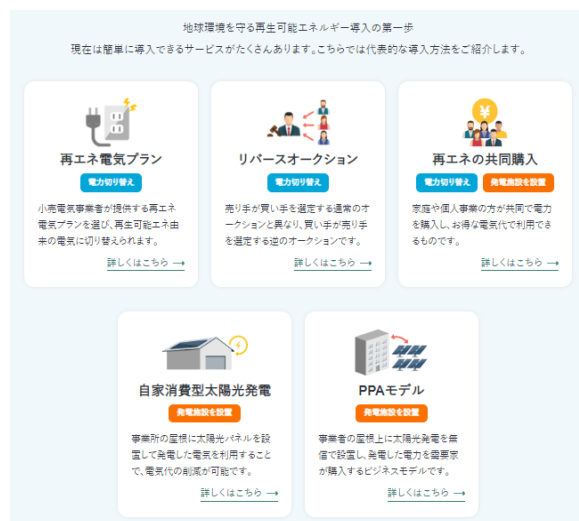 地球環境を守る再生可能エネルギー導入の第一歩
現在は簡単に導入できるサービスがたくさんあります。こちらでは代表的な導入方法をご紹介します。
再エネ電気プラン
電力切り替え
小売電気事業者が提供する再エネ
電気プランを選び、再生可能エネ由
来の電気に切り替えられます。
詳しくはこちら →
リバースオークション
電力切り替え
売り手が買い手を選定する通常のオ
ークションと異なり、買い手が売り手
を選定する逆のオークションです。
詳しくはこちら →
¥
再エネの共同購入
電力切り替え 発電施設を設置
家庭や個人事業の方が共同で電力
を購入し、お得な電気代で利用でき
るものです。
詳しくはこちら →
自家消費型太陽光発電
発電施設を設置
事業所の屋根に太陽光パネルを設
置して発電した電気を利用すること
で、電気代の削減が可能です。
詳しくはこちら →
PPAモデル
発電施設を設置
事業者の屋根上に太陽光発電を無
償で設置し、発電した電力を需要家
が購入するビジネスモデルです。
詳しくはこちら →